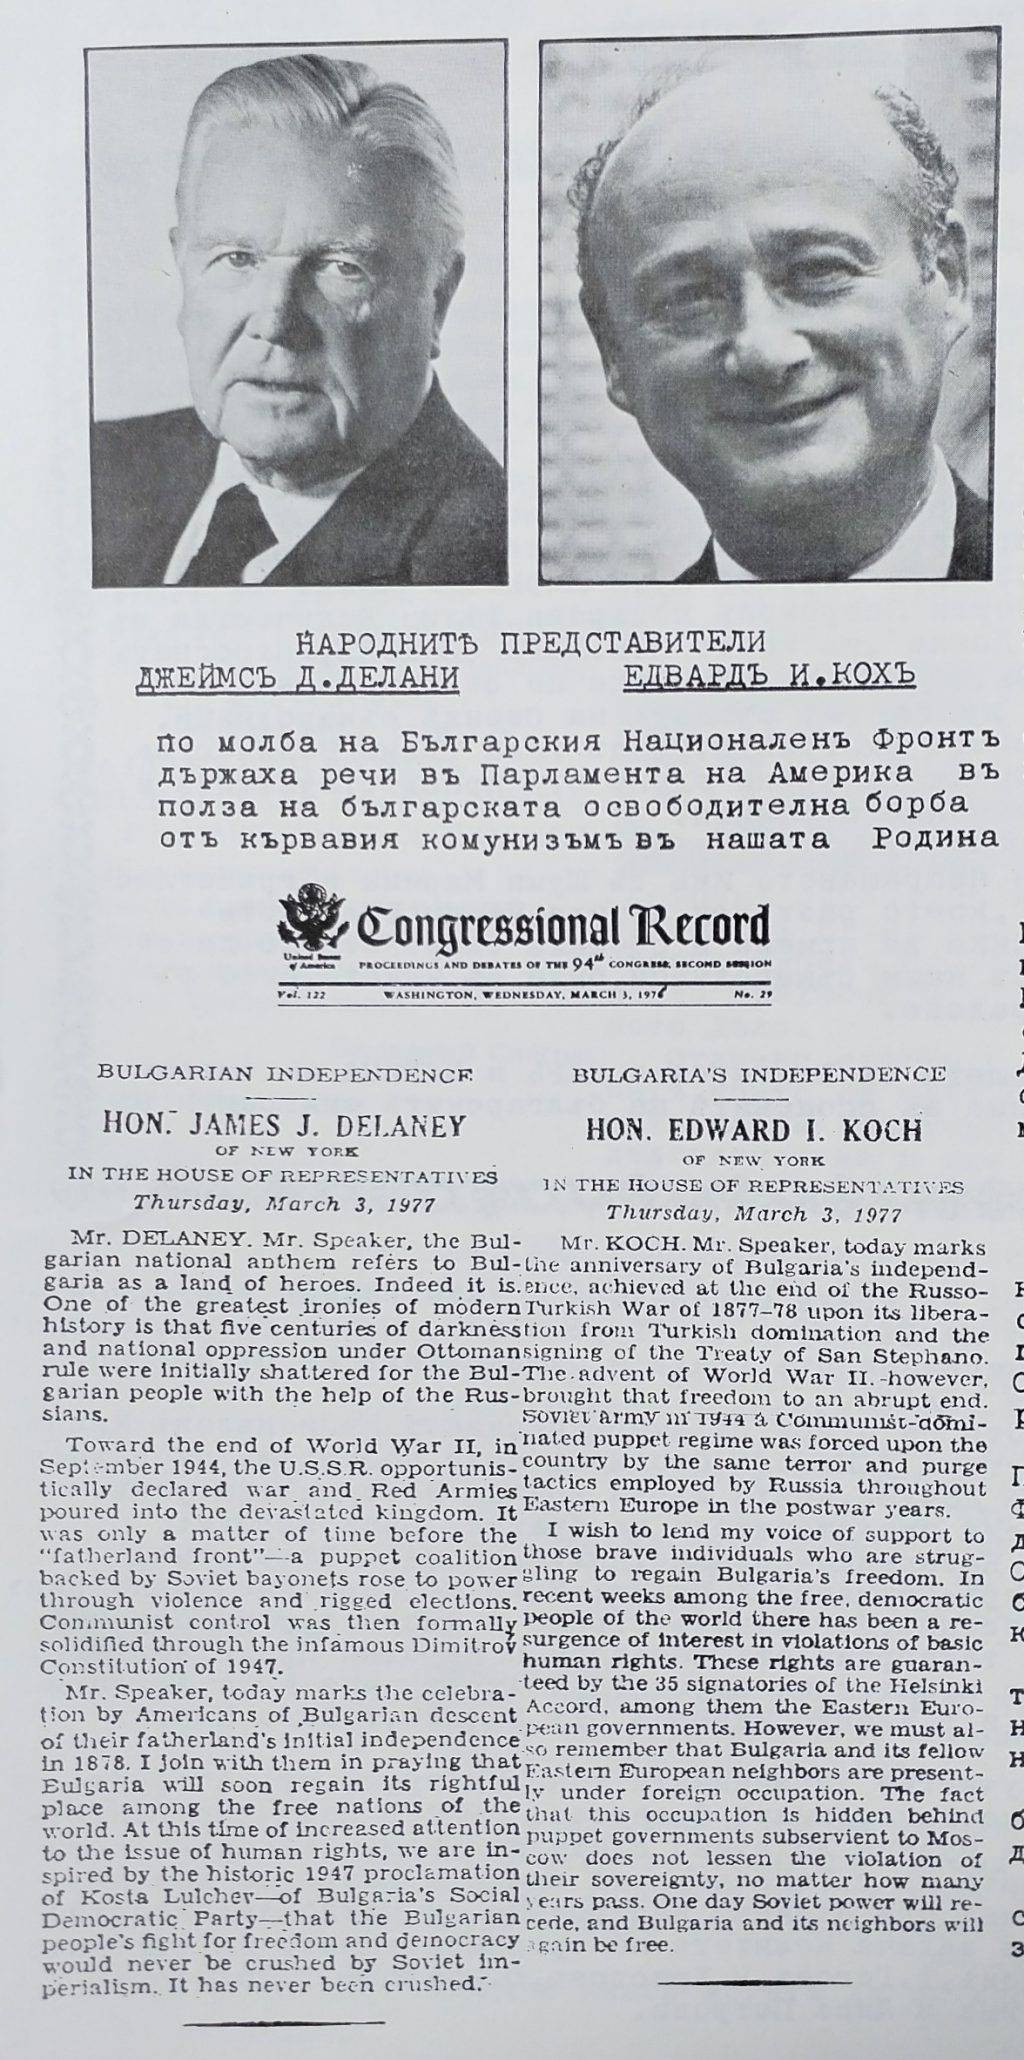 НАРОДНИТѢ ПРЕДСТАВИТЕЛИ
ДЖЕЙМСЪ Д.ДЕЛАНИ ЕДВАРДЪ И.КОХЪ
по молба на Българския Националенъ Фронтъ
държаха речи въ Парламента на Америка въ
полза на българската освободителна борба
отъ кървавия комунизъмъ въ нашата Родина
Congressional Record
United States
of America
PROCEEDINGS AND DEBATES OF THE 94th CONGRESS, SECOND SESSION
Vol. 122 WASHINGTON, WEDNESDAY, MARCH 3, 1976 No. 29
BULGARIAN INDEPENDENCE
HON. JAMES J. DELANEY
OF NEW YORK
IN THE HOUSE OF REPRESENTATIVES
Thursday, March 3, 1977
Mr. DELANEY. Mr. Speaker, the Bul-
garian national anthem refers to Bul-
garia as a land of heroes. Indeed it is.
One of the greatest ironies of modern
history is that five centuries of darkness
and national oppression under Ottoman
rule were initially shattered for the Bul-
garian people with the help of the Rus-
sians.
Toward the end of World War II, in
September 1944, the U.S.S.R. opportunis-
tically declared war and Red Armies
poured into the devastated kingdom. It
was only a matter of time before the
"fatherland front"—a puppet coalition
backed by Soviet bayonets rose to power
through violence and rigged elections.
Communist control was then formally
solidified through the infamous Dimitrov
Constitution of 1947.
Mr. Speaker, today marks the celebra-
tion by Americans of Bulgarian descent
of their fatherland's initial independence
in 1878. I join with them in praying that
Bulgaria will soon regain its rightful
place among the free nations of the
world. At this time of increased attention
to the issue of human rights, we are in-
spired by the historic 1947 proclamation
of Kosta Lulcher—of Bulgaria's Social
Democratic Party—that the Bulgarian
people's fight for freedom and democracy
would never be crushed by Soviet im-
perialism. It has never been crushed.
BULGARIA'S INDEPENDENCE
HON. EDWARD I. KOCH
OF NEW YORK
IN THE HOUSE OF REPRESENTATIVES
Thursday, March 3, 1977
Mr. KOCH. Mr. Speaker, today marks
the anniversary of Bulgaria's independ-
ence, achieved at the end of the Russo-
Turkish War of 1877-78 upon its libera-
tion from Turkish domination and the
signing of the Treaty of San Stephano.
The advent of World War II, however,
brought that freedom to an abrupt end.
Soviet army in 1944 a Communist-domi-
nated puppet regime was forced upon the
country by the same terror and purge
tactics employed by Russia throughout
Eastern Europe in the postwar years.
I wish to lend my voice of support to
those brave individuals who are strug-
gling to regain Bulgaria's freedom. In
recent weeks among the free, democratic
people of the world there has been a re-
surgence of interest in violations of basic
human rights. These rights are guaran-
teed by the 35 signatories of the Helsinki
Accord, among them the Eastern Euro-
pean governments. However, we must al-
so remember that Bulgaria and its fellow
Eastern European neighbors are present-
ly under foreign occupation. The fact
that this occupation is hidden behind
puppet governments subservient to Mos-
cow does not lessen the violation of
their sovereignty, no matter how many
years pass. One day Soviet power will re-
cede, and Bulgaria and its neighbors will
again be free.